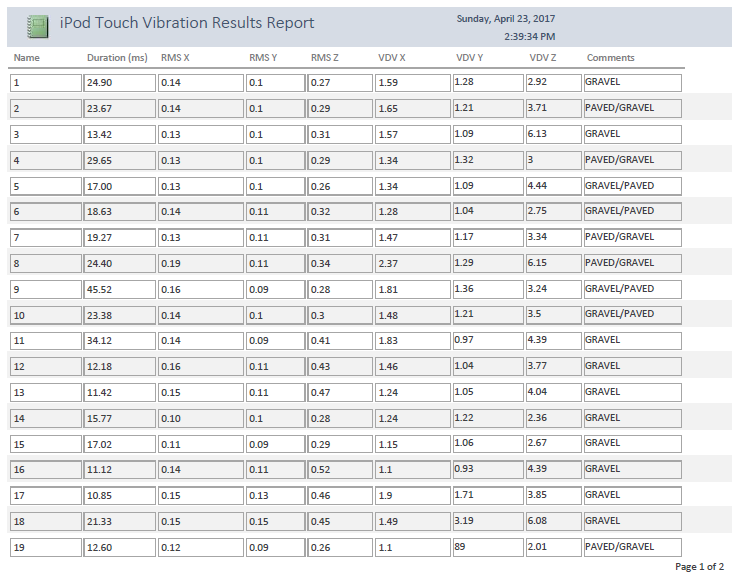 iPod Touch Vibration Results Report
Sunday, April 23, 2017
2:39:34 PM
Name Duration (ms) RMS X RMS Y RMS Z VDV X VDV Y VDV Z Comments
1 24.90 0.14 0.1 0.27 1.59 1.28 2.92 GRAVEL
2 23.67 0.14 0.1 0.29 1.65 1.21 3.71 PAVED/GRAVEL
3 13.42 0.13 0.1 0.31 1.57 1.09 6.13 GRAVEL
4 29.65 0.13 0.1 0.29 1.34 1.32 3 PAVED/GRAVEL
5 17.00 0.13 0.1 0.26 1.34 1.09 4.44 GRAVEL/PAVED
6 18.63 0.14 0.11 0.32 1.28 1.04 2.75 GRAVEL/PAVED
7 19.27 0.13 0.11 0.31 1.47 1.17 3.34 PAVED/GRAVEL
8 24.40 0.19 0.11 0.34 2.37 1.29 6.15 PAVED/GRAVEL
9 45.52 0.16 0.09 0.28 1.81 1.36 3.24 GRAVEL/PAVED
10 23.38 0.14 0.1 0.3 1.48 1.21 3.5 GRAVEL/PAVED
11 34.12 0.14 0.09 0.41 1.83 0.97 4.39 GRAVEL
12 12.18 0.16 0.11 0.43 1.46 1.04 3.77 GRAVEL
13 11.42 0.15 0.11 0.47 1.24 1.05 4.04 GRAVEL
14 15.77 0.10 0.1 0.28 1.24 1.22 2.36 GRAVEL
15 17.02 0.11 0.09 0.29 1.15 1.06 2.67 GRAVEL
16 11.12 0.14 0.11 0.52 1.1 0.93 4.39 GRAVEL
17 10.85 0.15 0.13 0.46 1.9 1.71 3.85 GRAVEL
18 21.33 0.15 0.15 0.45 1.49 3.19 6.08 GRAVEL
19 12.60 0.12 0.09 0.26 1.1 89 2.01 PAVED/GRAVEL
Page 1 of 2